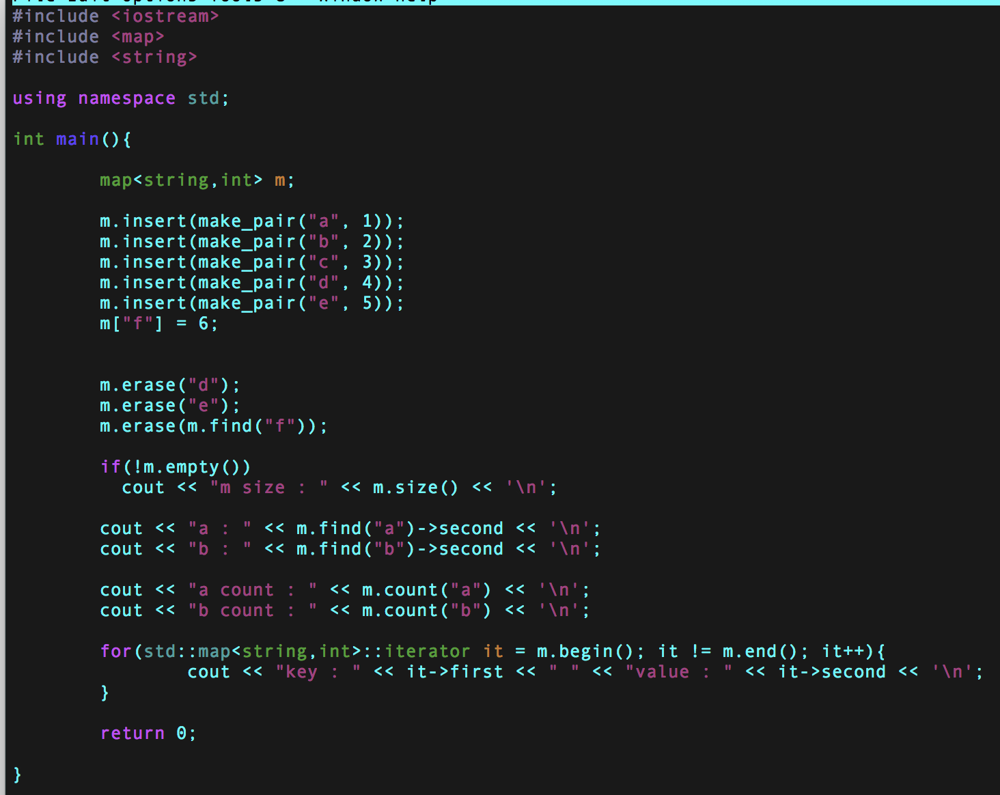 #include <iostream>
#include <map>
#include <string>
using namespace std;
int main(){
map<string,int> m;
m.insert(make_pair("a", 1));
m.insert(make_pair("b", 2));
m.insert(make_pair("c", 3));
m.insert(make_pair("d", 4));
m.insert(make_pair("e", 5));
m["f"] = 6;
m.erase("d");
m.erase("e");
m.erase(m.find("f"));
if(!m.empty())
cout << "m size : " << m.size() << '\n';
cout << "a : " << m.find("a")->second << '\n';
cout << "b : " << m.find("b")->second << '\n';
cout << "a count : " << m.count("a") << '\n';
cout << "b count : " << m.count("b") << '\n';
for(std::map<string,int>::iterator it = m.begin(); it != m.end(); it++){
cout << "key : " << it->first << " " << "value : " << it->second << '\n';
}
return 0;
}